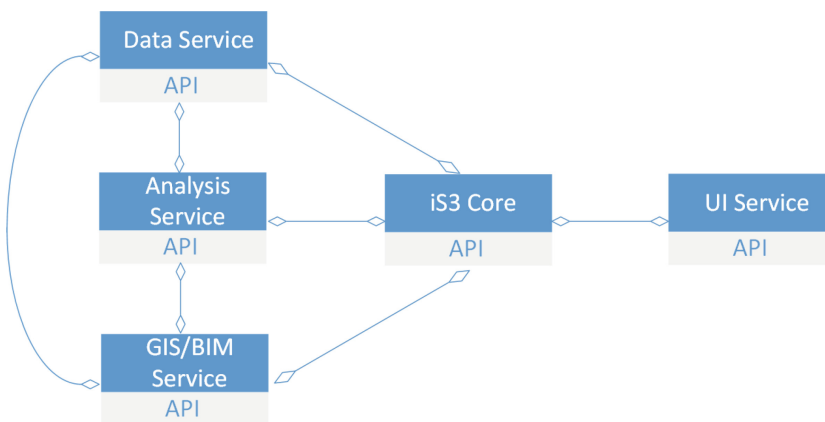 Data Service
API
Analysis
Service
API
iS3 Core
API
UI Service
API
GIS/BIM
Service
API